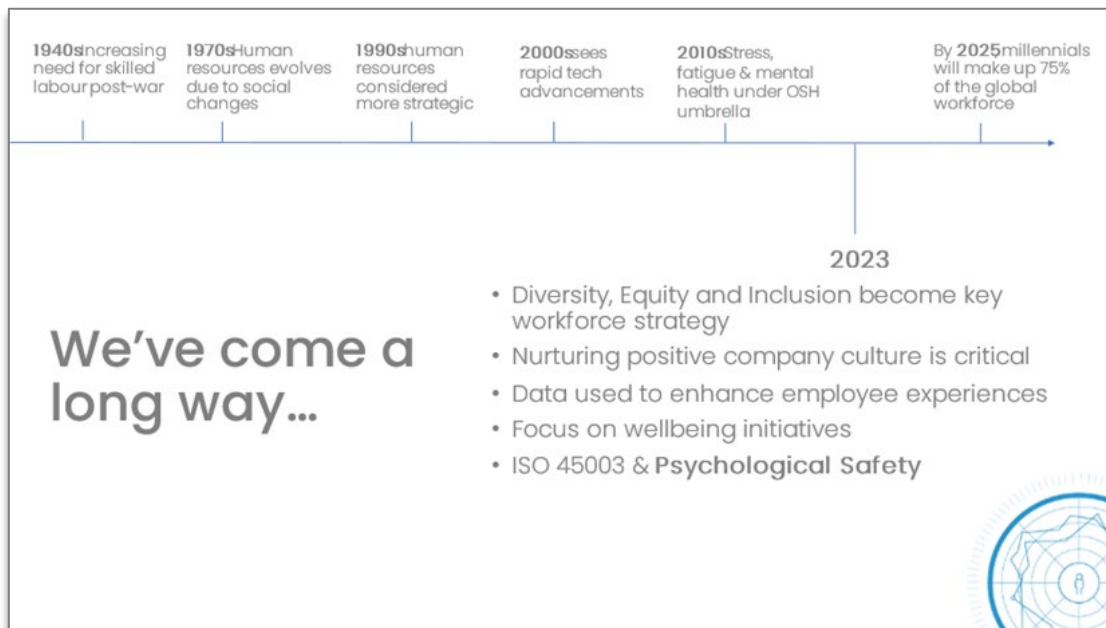 1940sIncreasing
need for skilled
labour post-war
1970sHuman
resources evolves
due to social
changes
1990shuman
resources
considered
more strategic
2000ssees
rapid tech
advancements
2010sStress,
fatigue & mental
health under OSH
umbrella
By 2025millennials
will make up 75%
of the global
workforce
2023
We've come a
long way…
• Diversity, Equity and Inclusion become key
workforce strategy
• Nurturing positive company culture is critical
• Data used to enhance employee experiences
• Focus on wellbeing initiatives
• ISO 45003 & Psychological Safety